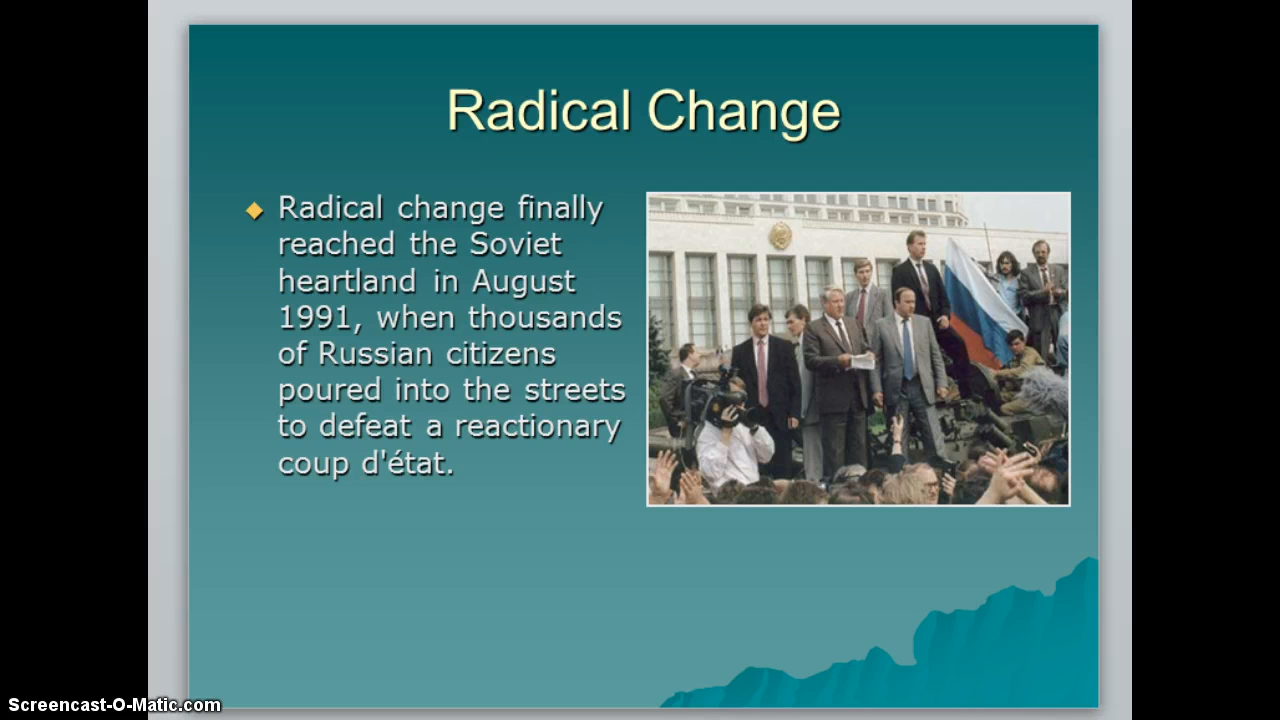 Radical Change
Radical change finally
reached the Soviet
heartland in August
1991, when thousands
of Russian citizens
poured into the streets
to defeat a reactionary
coup d'état.
Screencast-O-Matic.com